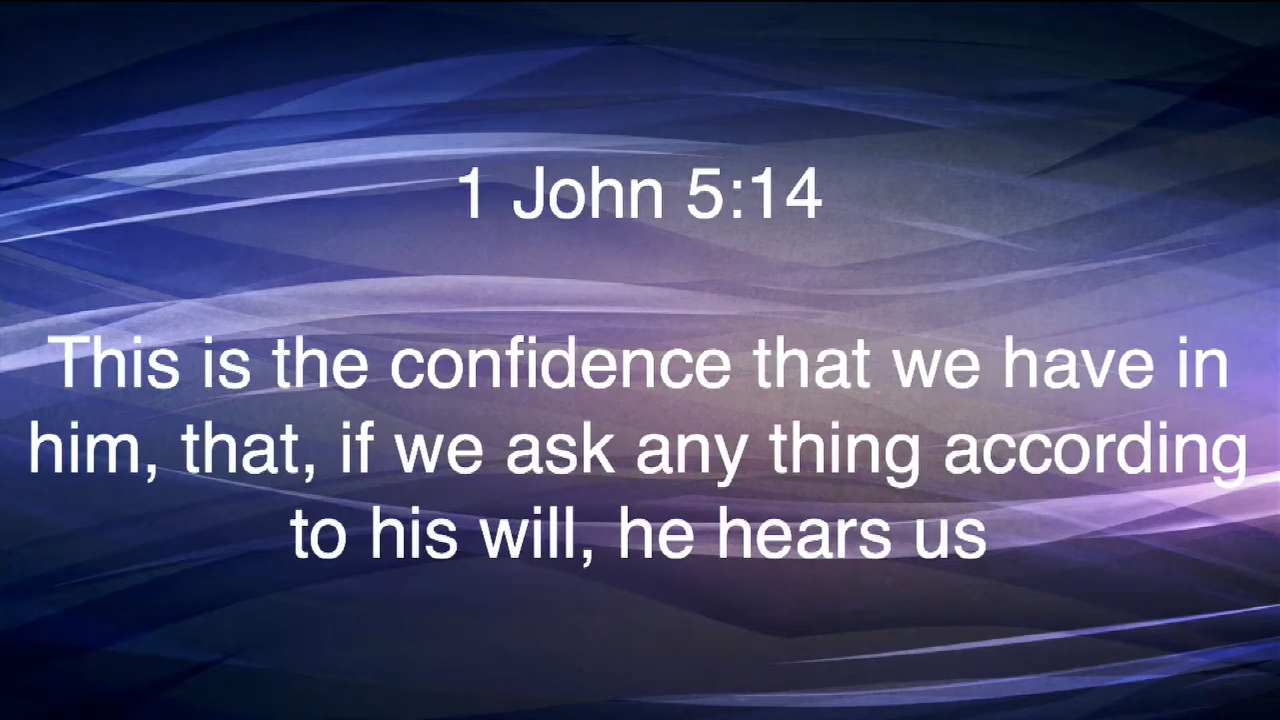 1 John 5:14
This is the confidence that we have in
him, that, if we ask any thing according
to his will, he hears us